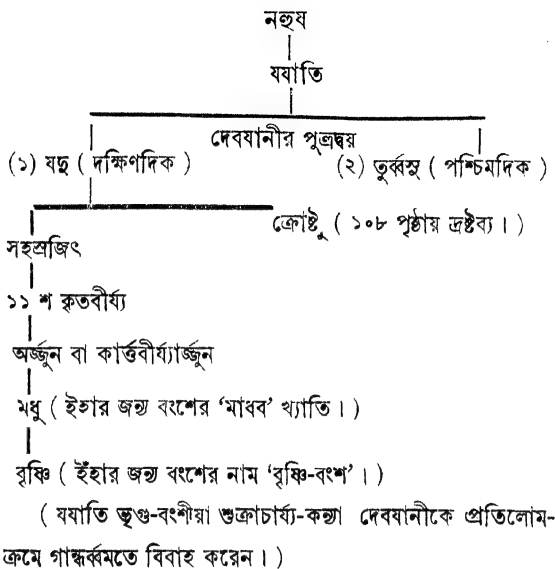 নহুষ
যযাতি
দেবযানীর পুত্রদ্বয়
(১) যদু ( দক্ষিণদিক ) (২) তুর্ব্বসু ( পশ্চিমদিক )
ক্রোষ্টু ( ১০৮ পৃষ্ঠায় দ্রষ্টব্য । )
সহস্রজিৎ
১১ শ কৃতবীর্য্য
অর্জ্জুন বা কার্ত্তবীর্য্যার্জ্জুন
মধু ( ইহার জন্য বংশের ‘মাধব’ খ্যাতি । )
বৃষ্ণি ( ইঁহার জন্য বংশের নাম ‘বৃষ্ণি-বংশ’ । )
( যযাতি ভৃগু-বংশীয়া শুক্রাচার্য্য-কন্যা দেবযানীকে প্রতিলোম-
ক্রমে গান্ধর্ব্বমতে বিবাহ করেন । )